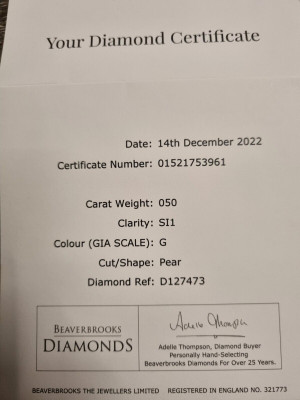 Your Diamond Certificate
Date: 14th December 2022
Certificate Number: 01521753961
Carat Weight: 050
Clarity: SI1
Colour (GIA SCALE): G
Cut/Shape: Pear
Diamond Ref: D127473
BEAVERBROOKS
DIAMONDS
Adelle Thompson
Adelle Thompson, Diamond Buyer
Personally Hand-Selecting
Beaverbrooks Diamonds For Over 25 Years.
BEAVERBROOKS THE JEWELLERS LIMITED REGISTERED IN ENGLAND NO. 321773